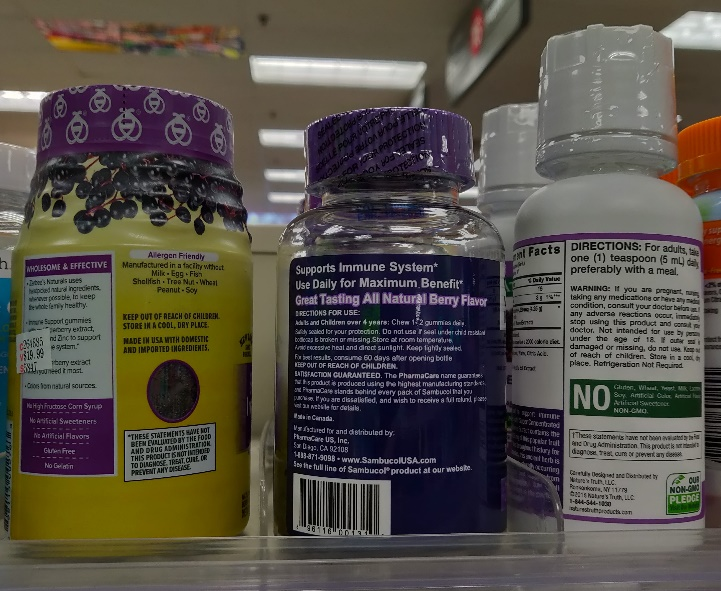 WHOLESOME & EFFECTIVE
No High Fructose Corn Syrup
No Artificial Sweeteners
No Artificial Flavors
Gluten Free
No Gelatin
Allergen Friendly
Manufactured in a facility without
Milk • Egg • Fish
Shellfish • Tree Nut • Wheat
Peanut • Soy
KEEP OUT OF REACH OF CHILDREN.
STORE IN A COOL, DRY PLACE.
MADE IN USA WITH DOMESTIC
AND IMPORTED INGREDIENTS.
*THESE STATEMENTS HAVE NOT
BEEN EVALUATED BY THE FOOD
AND DRUG ADMINISTRATION.
THIS PRODUCT IS NOT INTENDED
TO DIAGNOSE, TREAT, CURE, OR
PREVENT ANY DISEASE.
Supports Immune System*
Use Daily for Maximum Benefit*
Great Tasting All Natural Berry Flavor
DIRECTIONS FOR USE:
Adults and Children over 4 years: Chew 1-2 gummies daily.
Safely sealed for your protection. Do not use if seal under child resistant
bottlecap is broken or missing. Store at room temperature.
Avoid excessive heat and direct sunlight. Keep tightly sealed.
For best results, consume 60 days after opening bottle
KEEP OUT OF REACH OF CHILDREN.
SATISFACTION GUARANTEED. The PharmaCare name guarantees
that this product is produced using the highest manufacturing standards,
and PharmaCare stands behind every pack of Sambucol that you
purchase. If you are dissatisfied, and wish to receive a full refund, please
visit our website for details.
Made in Canada.
Manufactured for and distributed by:
PharmaCare US, Inc.
San Diego, CA 92108
1-888-871-9088 • www.SambucolUSA.com
See the full line of Sambucol® product at our website.
ent Facts
% Daily Value
DIRECTIONS: For adults, take
one (1) teaspoon (5 mL) daily,
preferably with a meal.
WARNING: If you are pregnant, nursing,
taking any medications or have any medical
condition, consult your doctor before use. If
any adverse reactions occur, immediately
stop using this product and consult your
doctor. Not intended for use by persons
under the age of 18. If outer seal is
damaged or missing, do not use. Keep out
of reach of children. Store in a cool, dry
place. Refrigeration Not Required.
NO
Gluten, Wheat, Yeast, Milk, Lactose,
Soy, Artificial Color, Artificial Flavor,
Artificial Sweetener.
NON-GMO.
These statements have not been evaluated by the Food
and Drug Administration. This product is not intended to
diagnose, treat, cure or prevent any disease.
Carefully Designed and Distributed by
Nature's Truth, LLC.
Ronkonkoma, NY 11779
©2016 Nature's Truth, LLC.
1-844-544-1030
naturestruthproducts.com
OUR
NON-GMO
PLEDGE